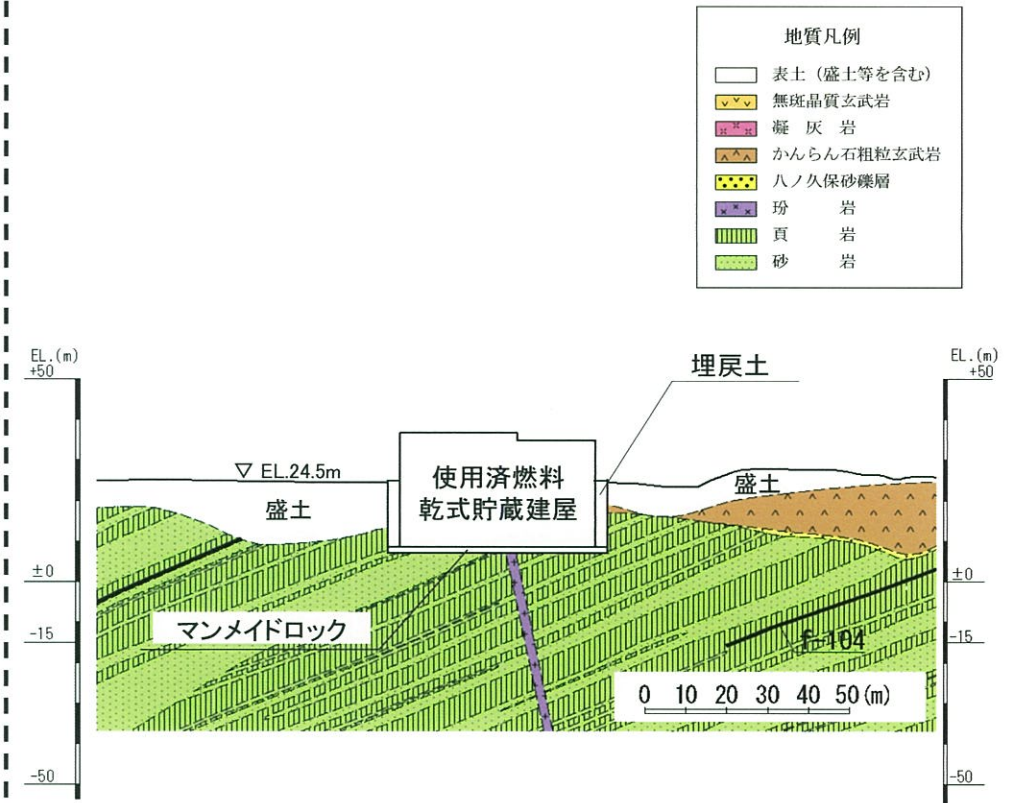 地質凡例
表土（盛土等を含む）
無斑晶質玄武岩
凝灰岩
かんらん石粗粒玄武岩
八ノ久保砂礫層
玢岩
頁岩
砂岩
EL.(m)
+50
埋戻土
EL.(m)
+50
▽ EL.24.5m
盛土
使用済燃料
乾式貯蔵建屋
盛土
±0
±0
マンメイドロック
-15
f-104
-15
0 10 20 30 40 50(m)
-50
-50